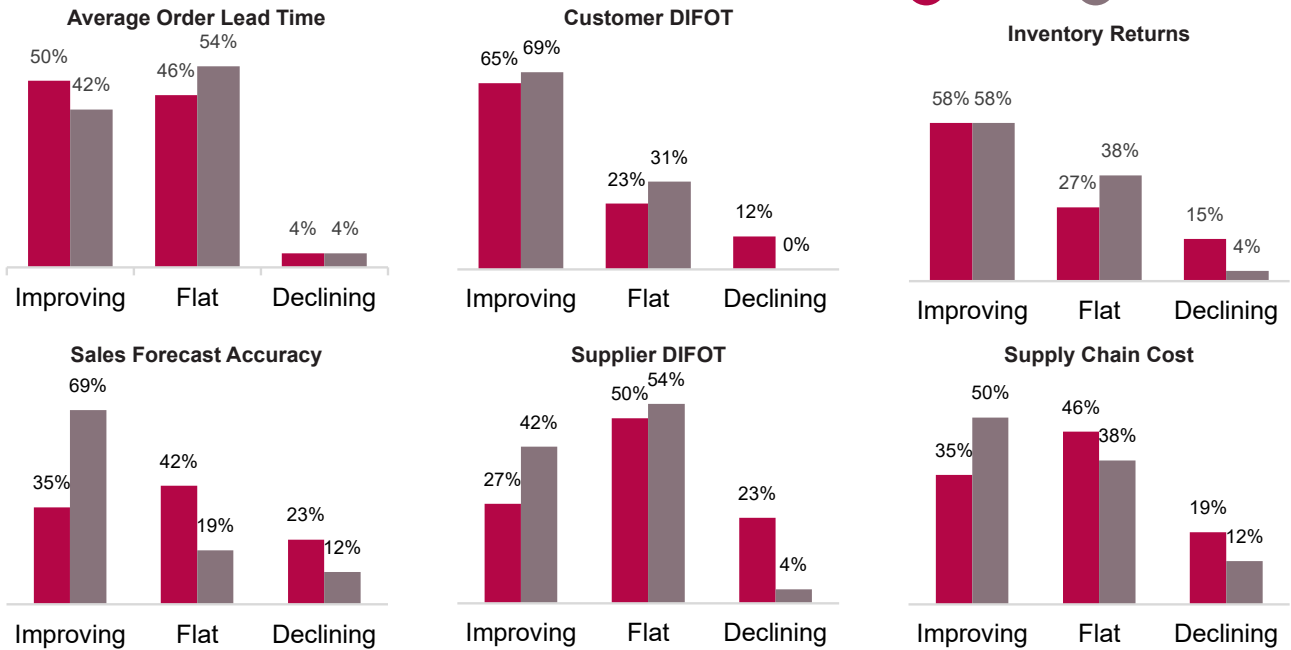 Average Order Lead Time
50%
42%
46%
54%
4%
4%
Improving
Flat
Declining
Customer DIFOT
65%
69%
23%
31%
12%
0%
Improving
Flat
Declining
Inventory Returns
58%
58%
27%
38%
15%
4%
Improving
Flat
Declining
Sales Forecast Accuracy
35%
69%
42%
19%
23%
12%
Improving
Flat
Declining
Supplier DIFOT
27%
42%
50%
54%
23%
4%
Improving
Flat
Declining
Supply Chain Cost
35%
50%
46%
38%
19%
12%
Improving
Flat
Declining